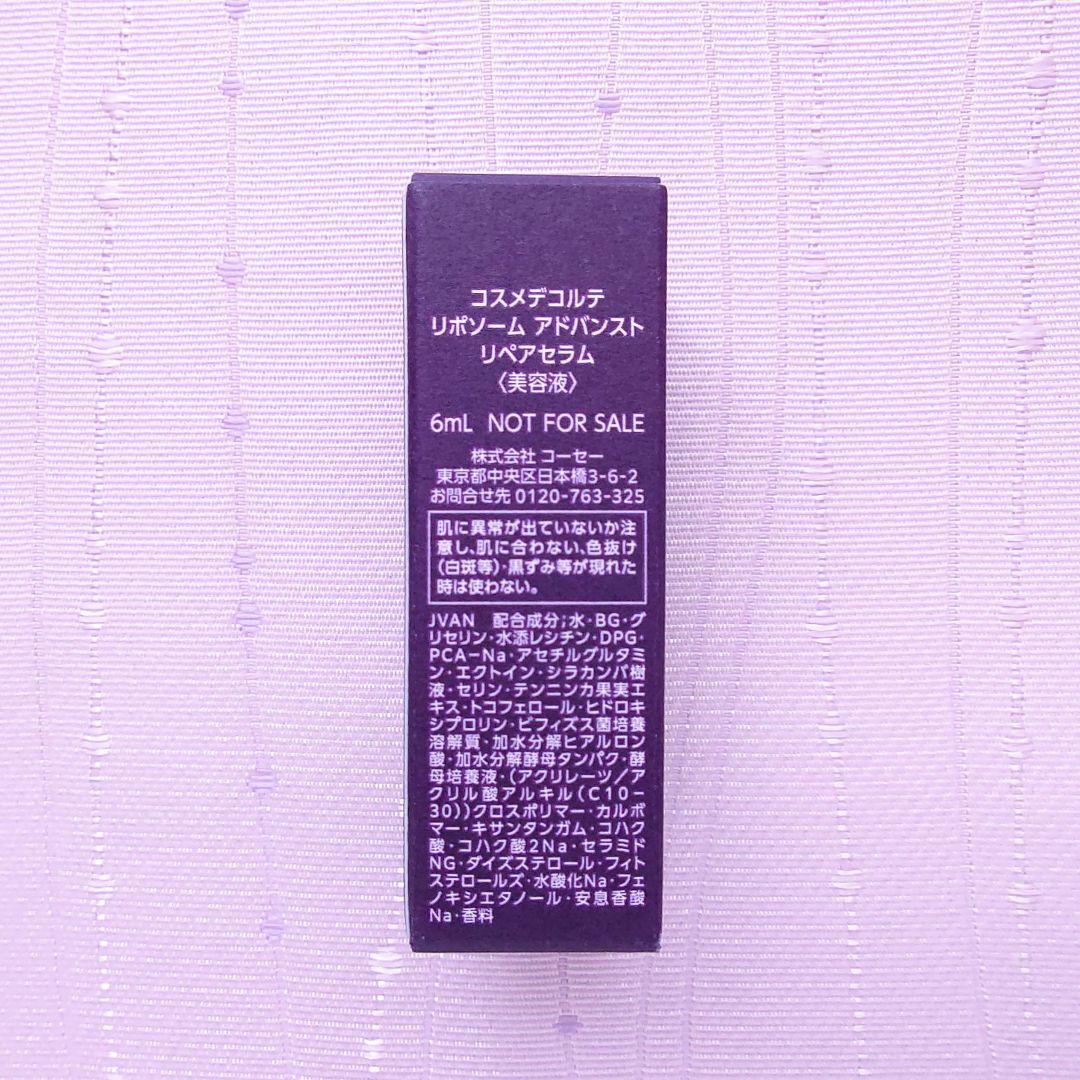 コスメデコルテ
リポソーム アドバンスト
リペアセラム
〈美容液〉
6mL NOT FOR SALE
株式会社 コーセー
東京都中央区日本橋3-6-2
お問合せ先 0120-763-325
肌に異常が出ていないか注
意し､肌に合わない､色抜け
(白斑等)･黒ずみ等が現れた
時は使わない。
JVAN 配合成分;水･BG･グ
リセリン･水添レシチン･DPG･
PCA-Na･アセチルグルタミ
ン･エクトイン･シラカンバ樹
液･セリン･テンニンカ果実エ
キス･トコフェロール･ヒドロキ
シプロリン･ビフィズス菌培養
溶解質･加水分解ヒアルロン
酸･加水分解酵母タンパク･酵
母培養液･(アクリレーツ／ア
クリル酸アルキル(C10-
30))クロスポリマー･カルボ
マー･キサンタンガム･コハク
酸･コハク酸2Na･セラミド
NG･ダイズステロール･フィト
ステロールズ･水酸化Na･フェ
ノキシエタノール･安息香酸
Na･香料